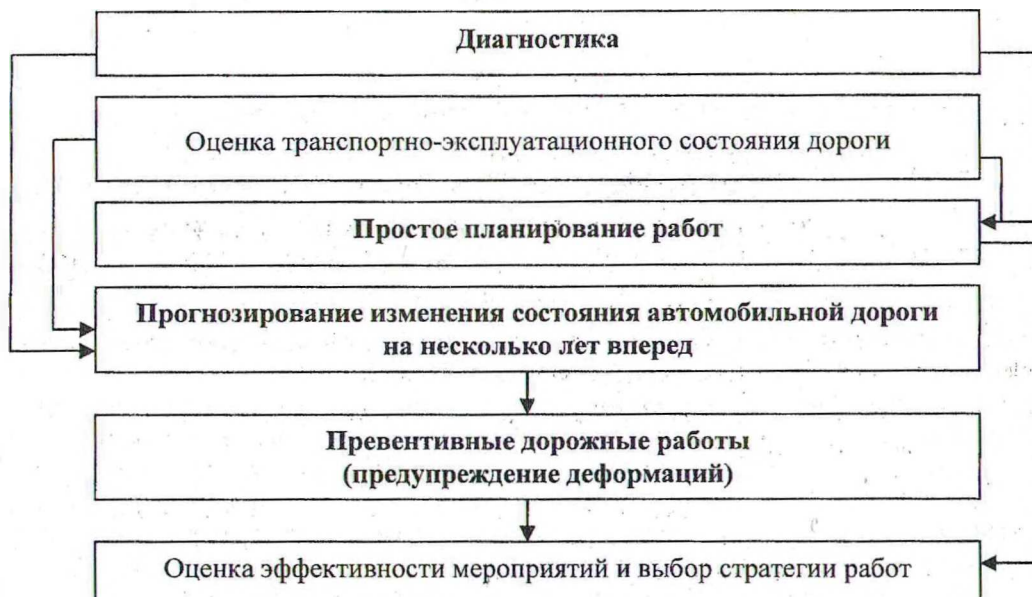 Диагностика
Оценка транспортно-эксплуатационного состояния дороги
Простое планирование работ
Прогнозирование изменения состояния автомобильной дороги
на несколько лет вперед
Превентивные дорожные работы
(предупреждение деформаций)
Оценка эффективности мероприятий и выбор стратегии работ